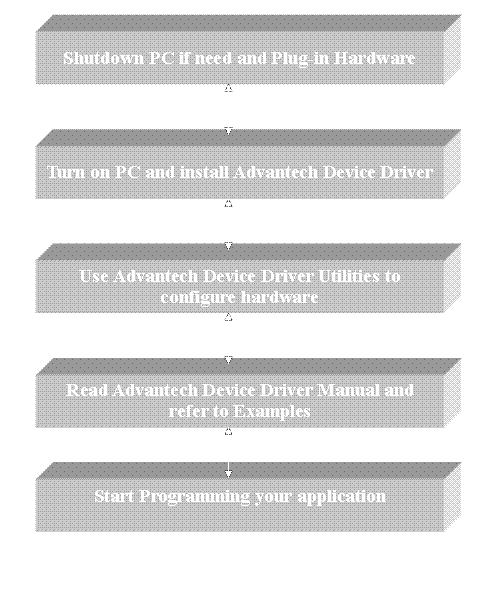 Shutdown PC if need and Plug-in Hardware
Turn on PC and install Advantech Device Driver
Use Advantech Device Driver Utilities to
configure hardware
Read Advantech Device Driver Manual and
refer to Examples
Start Programming your application